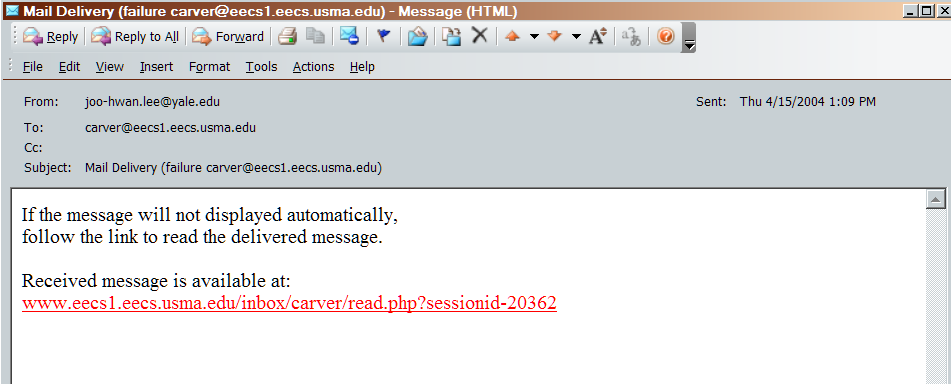 Mail Delivery (failure carver@eecs1.eecs.usma.edu) - Message (HTML)
Reply Reply to All Forward
File Edit View Insert Format Tools Actions Help
From: joo-hwan.lee@yale.edu Sent: Thu 4/15/2004 1:09 PM
To: carver@eecs1.eecs.usma.edu
Cc:
Subject: Mail Delivery (failure carver@eecs1.eecs.usma.edu)
If the message will not displayed automatically,
follow the link to read the delivered message.
Received message is available at:
www.eecs1.eecs.usma.edu/inbox/carver/read.php?sessionid-20362